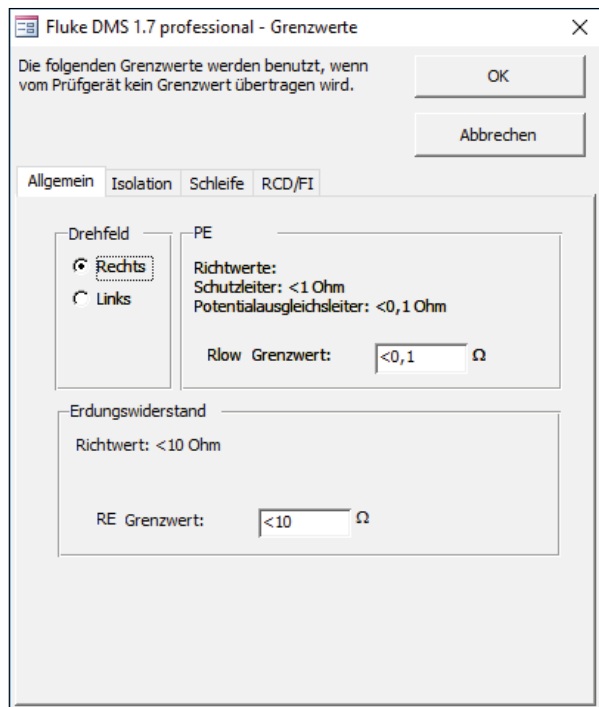 Fluke DMS 1.7 professional - Grenzwerte
Die folgenden Grenzwerte werden benutzt, wenn
vom Prüfgerät kein Grenzwert übertragen wird.
OK
Abbrechen
Allgemein Isolation Schleife RCD/FI
Drehfeld
Rechts
Links
PE
Richtwerte:
Schutzleiter: <1 Ohm
Potentialausgleichsleiter: <0,1 Ohm
Rlow Grenzwert: <0,1 Ω
Erdungswiderstand
Richtwert: <10 Ohm
RE Grenzwert: <10 Ω